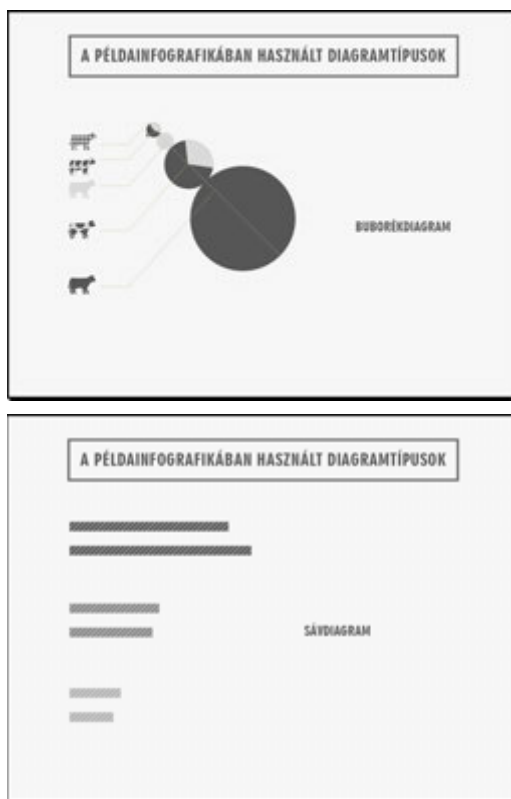 A PÉLDAINFOGRAFIKÁBAN HASZNÁLT DIAGRAMTÍPUSOK
BUBORÉKDIAGRAM
A PÉLDAINFOGRAFIKÁBAN HASZNÁLT DIAGRAMTÍPUSOK
SÁVDIAGRAM